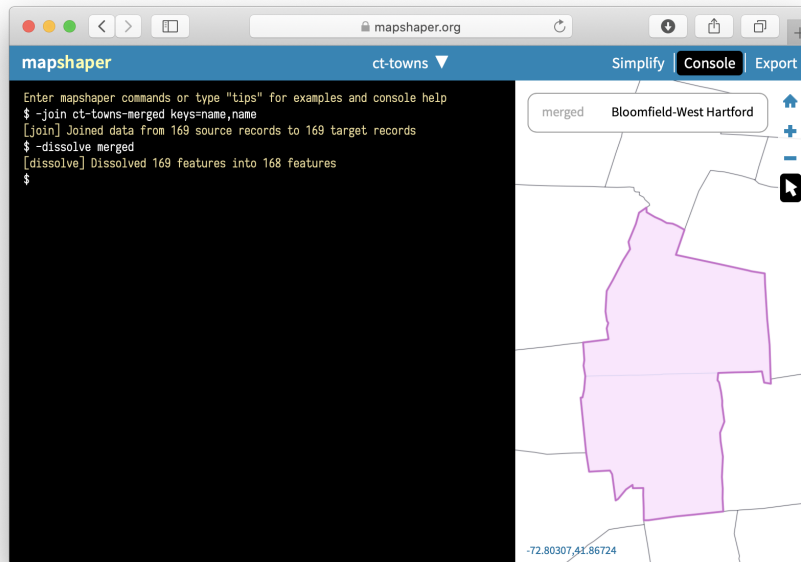 mapshaper.org
mapshaper
ct-towns
Simplify
Console
Export
Enter mapshaper commands or type "tips" for examples and console help
$ -join ct-towns-merged keys=name,name
[join] Joined data from 169 source records to 169 target records
$ -dissolve merged
[dissolve] Dissolved 169 features into 168 features
$
merged Bloomfield-West Hartford
-72.80307,41.86724